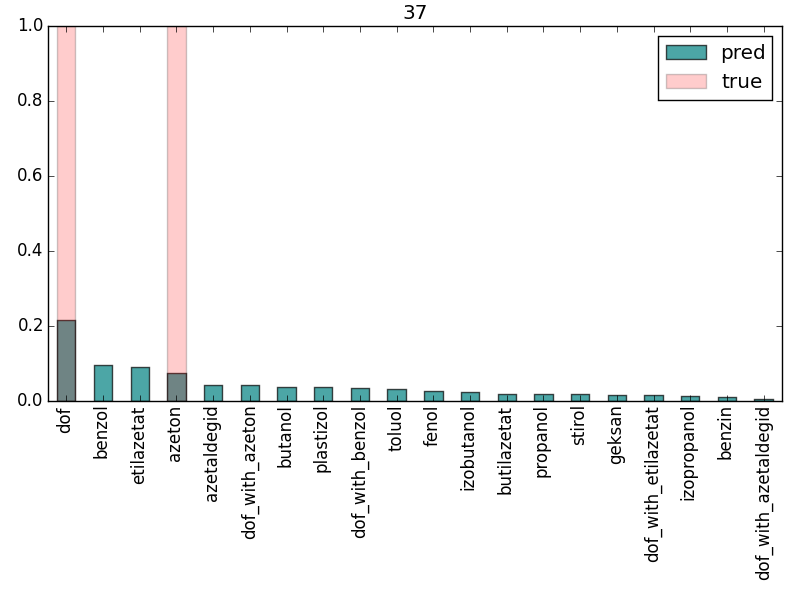 37
pred
true
1.0
0.8
0.6
0.4
0.2
0.0
dof
benzol
etilazetat
azeton
azetaldegid
dof_with_azeton
butanol
plastizol
dof_with_benzol
toluol
fenol
izobutanol
butilazetat
propanol
stirol
geksan
dof_with_etilazetat
izopropanol
benzin
dof_with_azetaldegid